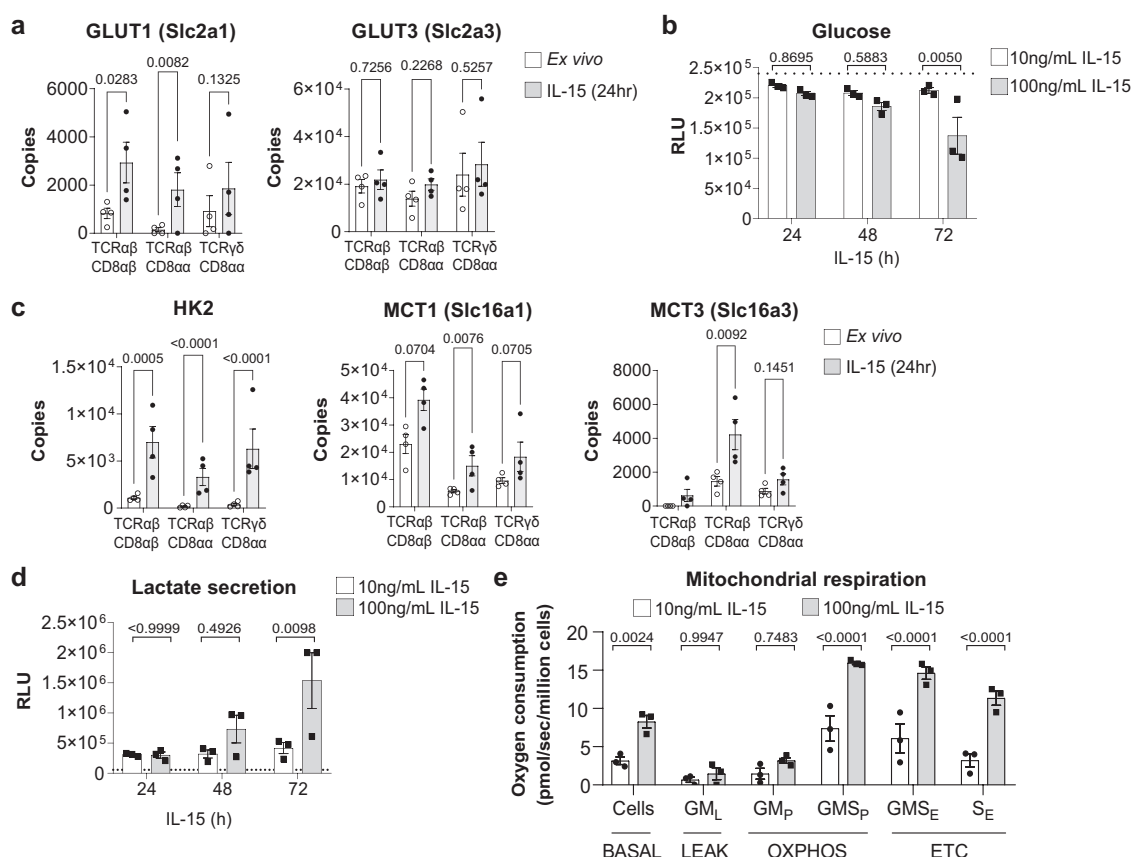 a
GLUT1 (Slc2a1)
0.0283
0.0082
0.1325
Copies
6000
4000
2000
0
TCRαβ
CD8αβ
TCRαβ
CD8αα
TCRγδ
CD8αα
GLUT3 (Slc2a3)
0.7256
0.2268
0.5257
Copies
6×10⁴
4×10⁴
2×10⁴
0
TCRαβ
CD8αβ
TCRαβ
CD8αα
TCRγδ
CD8αα
Ex vivo
IL-15 (24hr)
b
Glucose
0.8695
0.5883
0.0050
10ng/mL IL-15
100ng/mL IL-15
RLU
2.5×10⁵
2×10⁵
1.5×10⁵
1×10⁵
5×10⁴
0
24
48
72
IL-15 (h)
c
HK2
0.0005
<0.0001
<0.0001
Copies
1.5×10⁴
1×10⁴
5×10³
0
TCRαβ
CD8αβ
TCRαβ
CD8αα
TCRγδ
CD8αα
MCT1 (Slc16a1)
0.0704
0.0076
0.0705
Copies
5×10⁴
4×10⁴
3×10⁴
2×10⁴
1×10⁴
0
TCRαβ
CD8αβ
TCRαβ
CD8αα
TCRγδ
CD8αα
MCT3 (Slc16a3)
0.0092
0.1451
Copies
8000
6000
4000
2000
0
TCRαβ
CD8αβ
TCRαβ
CD8αα
TCRγδ
CD8αα
Ex vivo
IL-15 (24hr)
d
Lactate secretion
10ng/mL IL-15
100ng/mL IL-15
<0.9999
0.4926
0.0098
RLU
2.5×10⁶
2×10⁶
1.5×10⁶
1×10⁶
5×10⁵
0
24
48
72
IL-15 (h)
e
Mitochondrial respiration
10ng/mL IL-15
100ng/mL IL-15
0.0024
0.9947
0.7483
<0.0001
<0.0001
<0.0001
Oxygen consumption
(pmol/sec/million cells)
20
15
10
5
0
Cells
GM_L
GM_P
GMS_P
GMS_E
S_E
BASAL
LEAK
OXPHOS
ETC